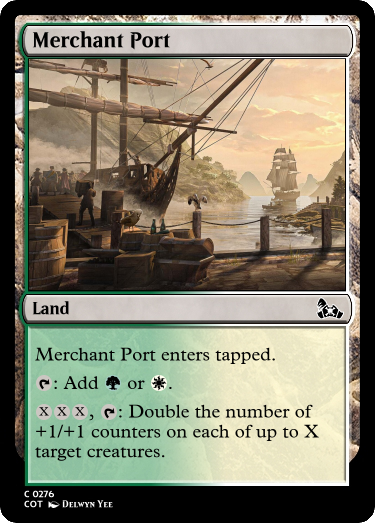 Merchant Port
Land
Merchant Port enters tapped.
: Add or .
X X X, : Double the number of
+1/+1 counters on each of up to X
target creatures.
C 0276
COT Delwyn Yee